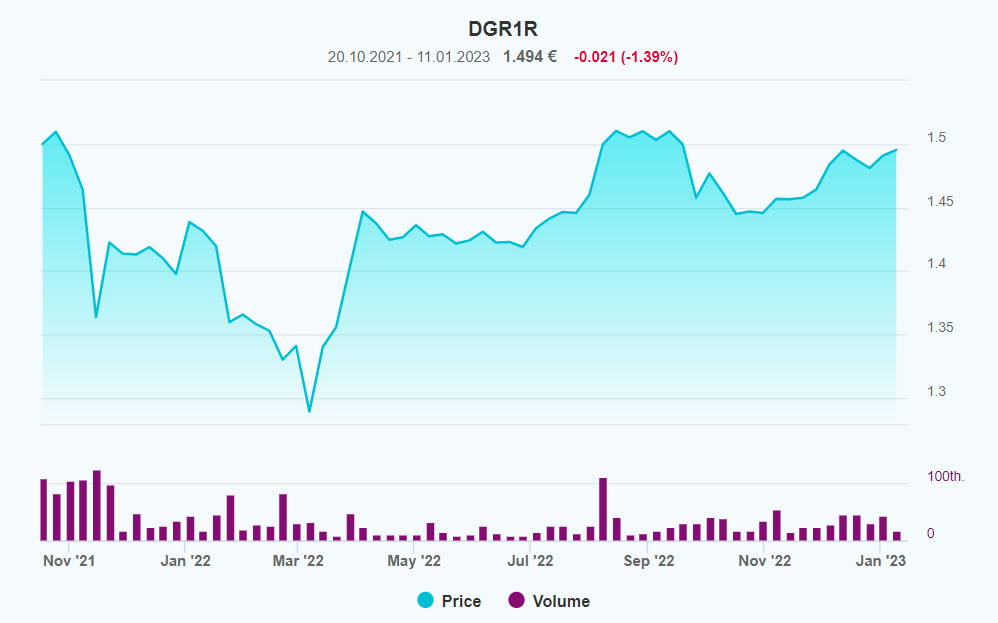 DGR1R
20.10.2021 - 11.01.2023 1.494 € -0.021 (-1.39%)
1.5
1.45
1.4
1.35
1.3
100th.
0
Nov '21 Jan '22 Mar '22 May '22 Jul '22 Sep '22 Nov '22 Jan '23
Price Volume